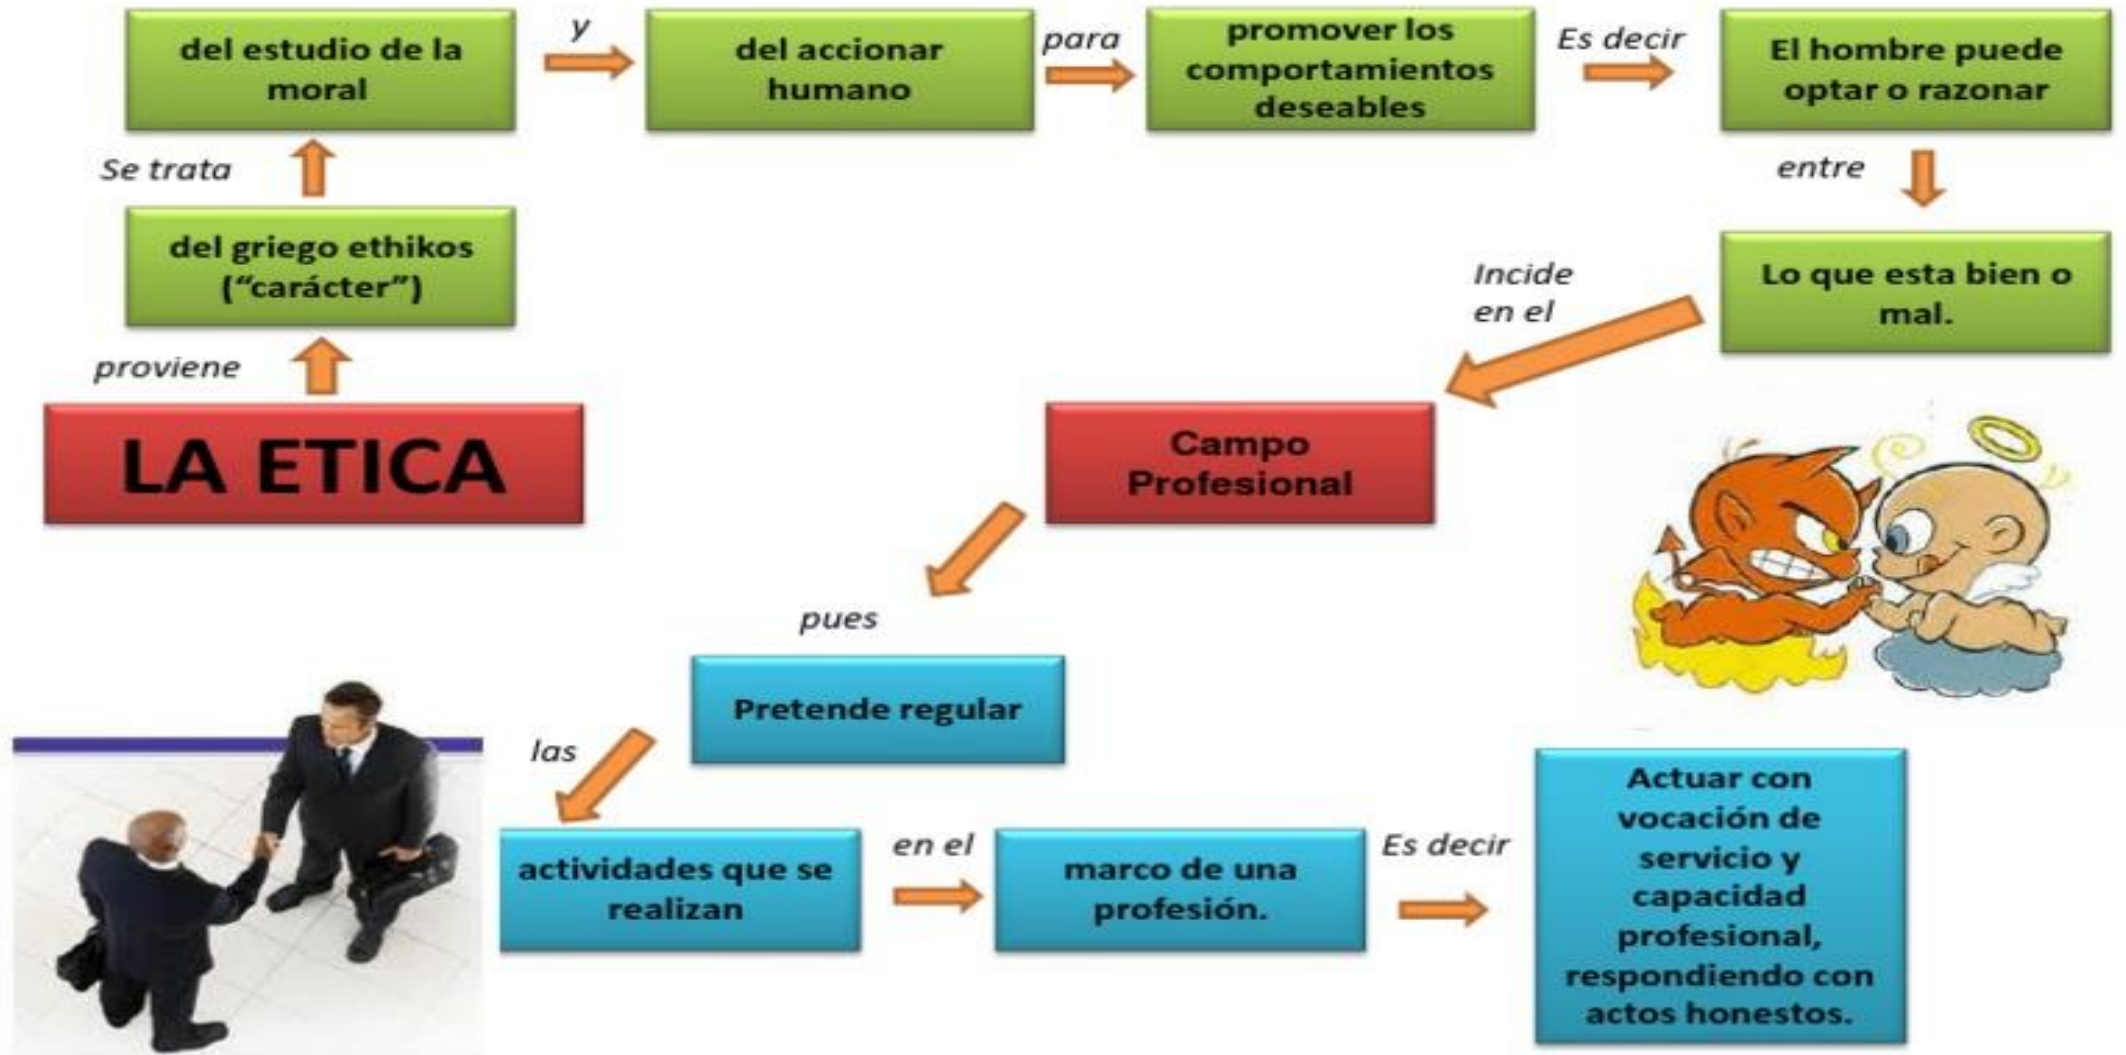 LA ETICA
proviene
del griego ethikos
(“carácter”)
Se trata
del estudio de la
moral
y
del accionar
humano
para
promover los
comportamientos
deseables
Es decir
El hombre puede
optar o razonar
entre
Lo que esta bien o
mal.
Incide
en el
Campo
Profesional
pues
Pretende regular
las
actividades que se
realizan
en el
marco de una
profesión.
Es decir
Actuar con
vocación de
servicio y
capacidad
profesional,
respondiendo con
actos honestos.